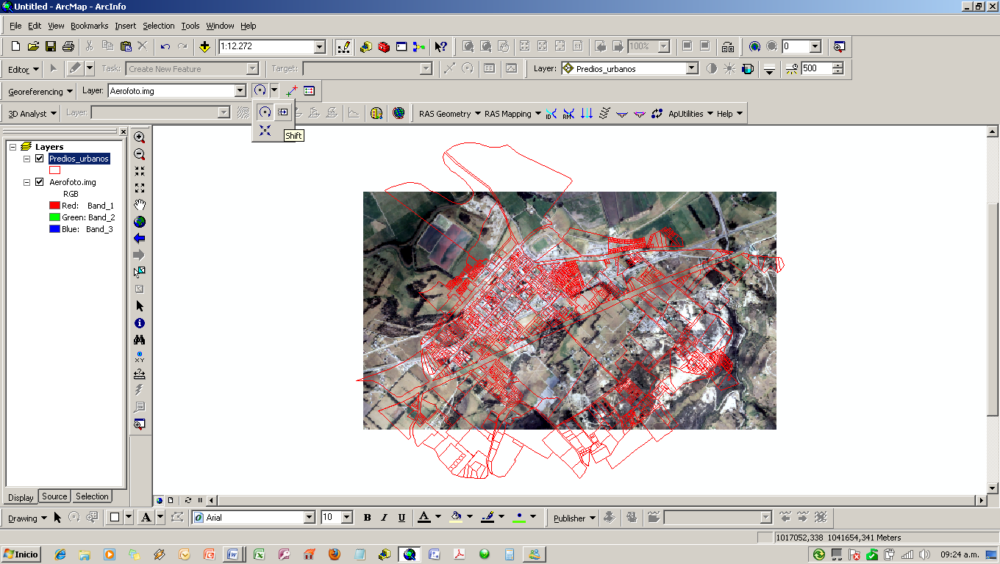 Untitled - ArcMap - ArcInfo
File Edit View Bookmarks Insert Selection Tools Window Help
1:12.272 100% 0
Editor Task: Create New Feature Target: Layer: Predios_urbanos 500
Georeferencing Layer: Aerofoto.img
3D Analyst Layer: RAS Geometry RAS Mapping ID RM ApUtilities Help
Shift
Layers
Predios_urbanos
Aerofoto.img
RGB
Red: Band_1
Green: Band_2
Blue: Band_3
XY
Display Source Selection
Drawing A Arial 10 B I U A Publisher
1017052,338 1041654,341 Meters
Inicio 09:24 a.m.